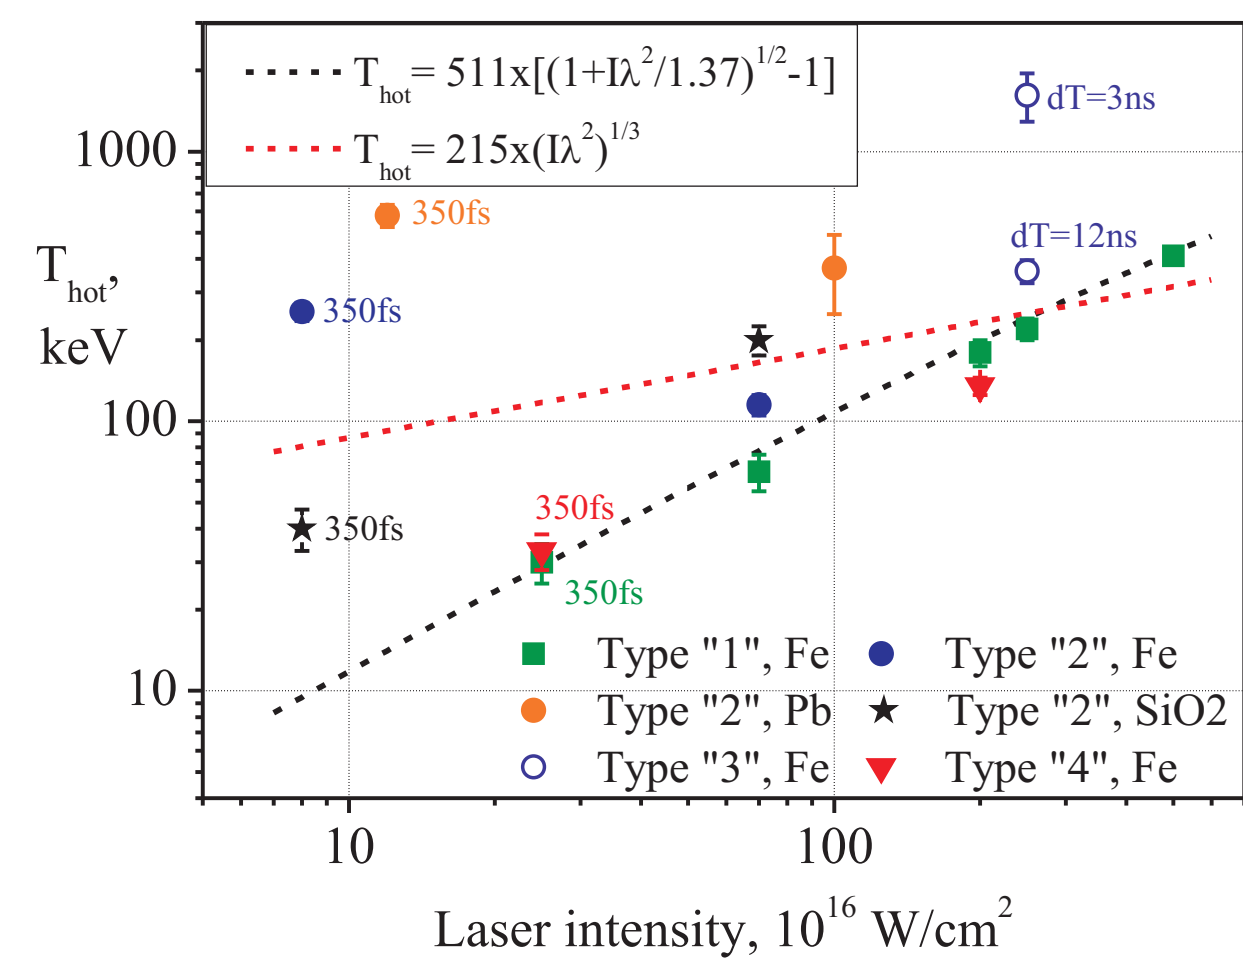 T_hot = 511x[(1+Iλ²/1.37)^1/2-1]
T_hot = 215x(Iλ²)^1/3
1000
100
10
T_hot,
keV
dT=3ns
350fs
dT=12ns
350fs
350fs
350fs
350fs
Type "1", Fe
Type "2", Fe
Type "2", Pb
Type "2", SiO2
Type "3", Fe
Type "4", Fe
10
100
Laser intensity, 10¹⁶ W/cm²